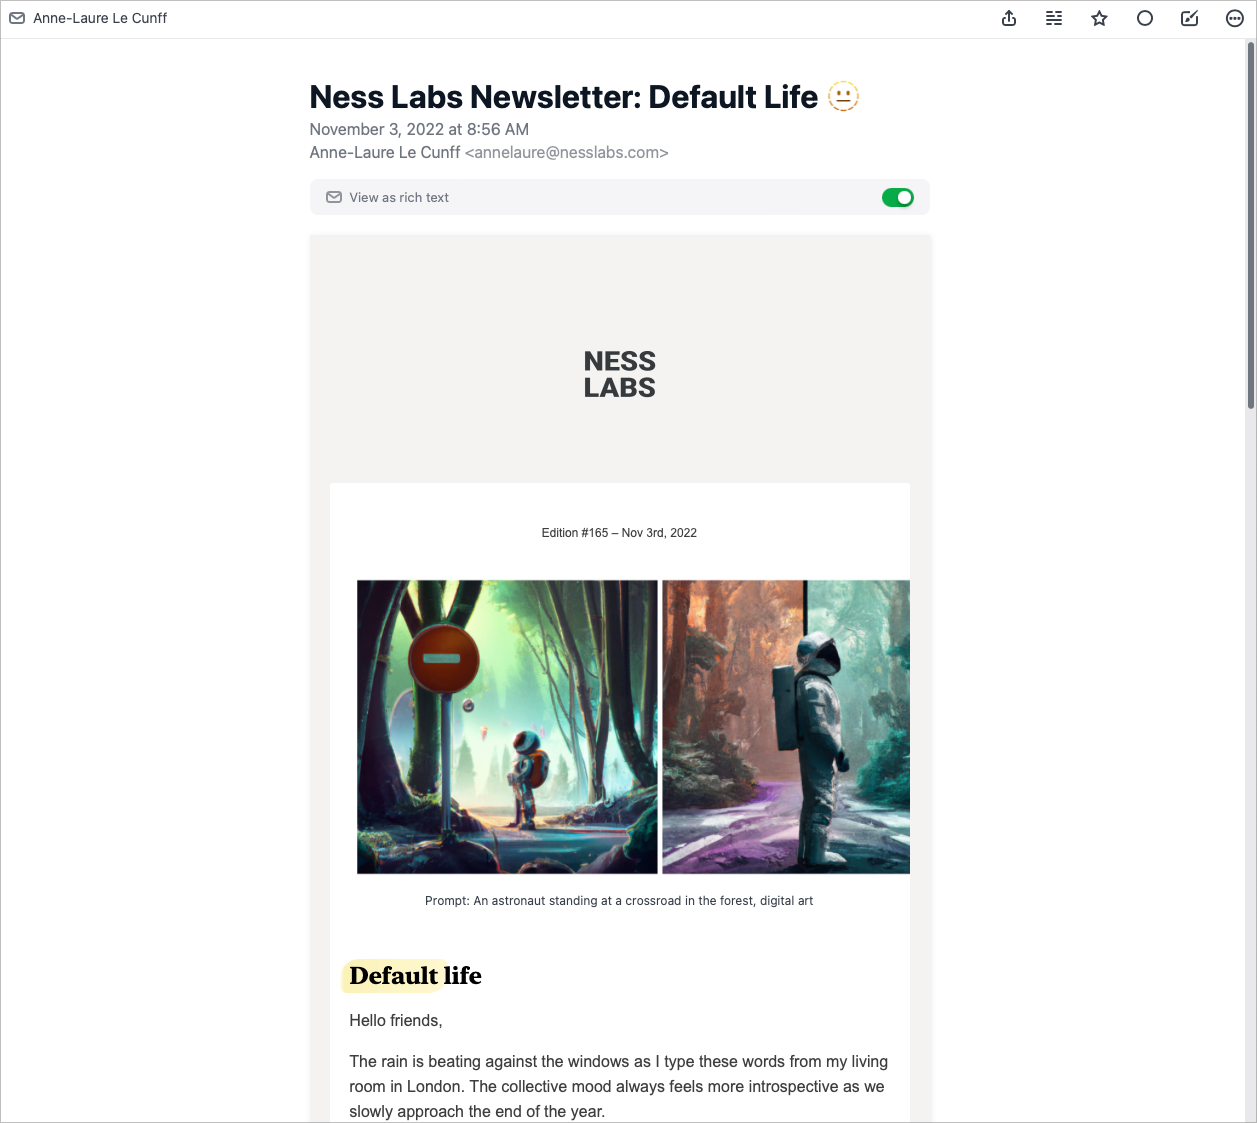 Anne-Laure Le Cunff
Ness Labs Newsletter: Default Life 🫥
November 3, 2022 at 8:56 AM
Anne-Laure Le Cunff <annelaure@nesslabs.com>
View as rich text
NESS
LABS
Edition #165 – Nov 3rd, 2022
Prompt: An astronaut standing at a crossroad in the forest, digital art
Default life
Hello friends,
The rain is beating against the windows as I type these words from my living
room in London. The collective mood always feels more introspective as we
slowly approach the end of the year.